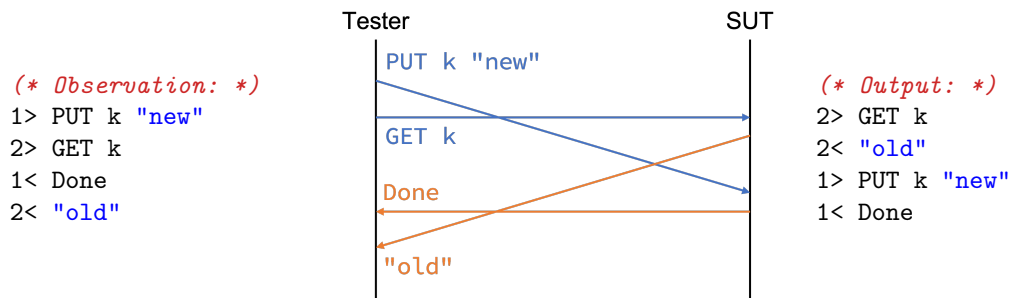 Tester
SUT
(* Observation: *)
1> PUT k "new"
2> GET k
1< Done
2< "old"
PUT k "new"
GET k
Done
"old"
(* Output: *)
2> GET k
2< "old"
1> PUT k "new"
1< Done